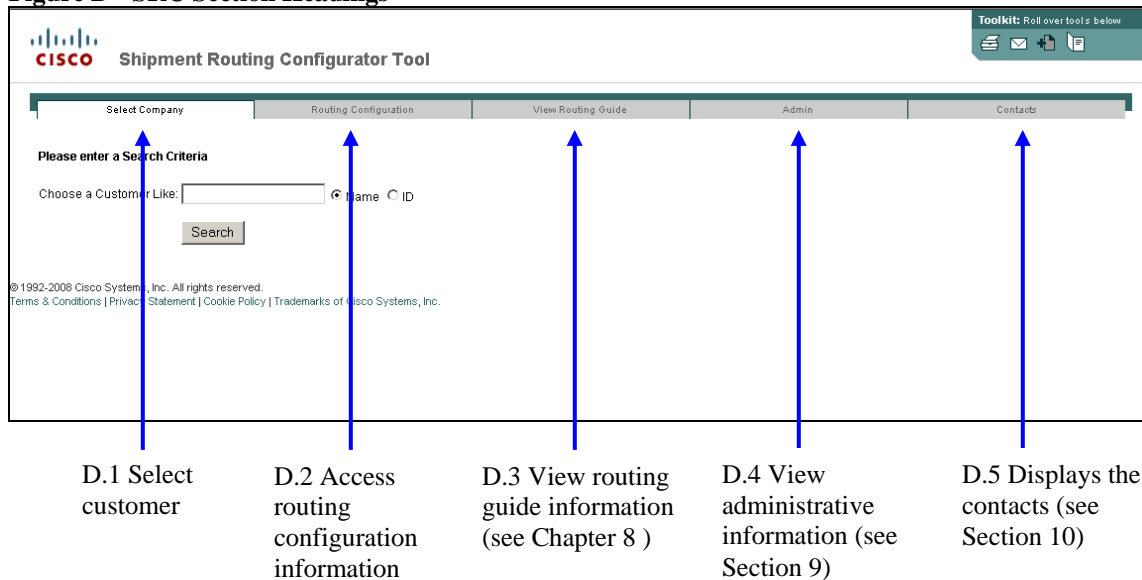 Figure D - SRC Section Headings
Toolkit: Roll over tools below
CISCO
Shipment Routing Configurator Tool
Select Company
Routing Configuration
View Routing Guide
Admin
Contacts
Please enter a Search Criteria
Choose a Customer Like:
Name
ID
Search
© 1992-2008 Cisco Systems, Inc. All rights reserved.
Terms & Conditions | Privacy Statement | Cookie Policy | Trademarks of Cisco Systems, Inc.
D.1 Select
customer
D.2 Access
routing
configuration
information
D.3 View routing
guide information
(see Chapter 8 )
D.4 View
administrative
information (see
Section 9)
D.5 Displays the
contacts (see
Section 10)